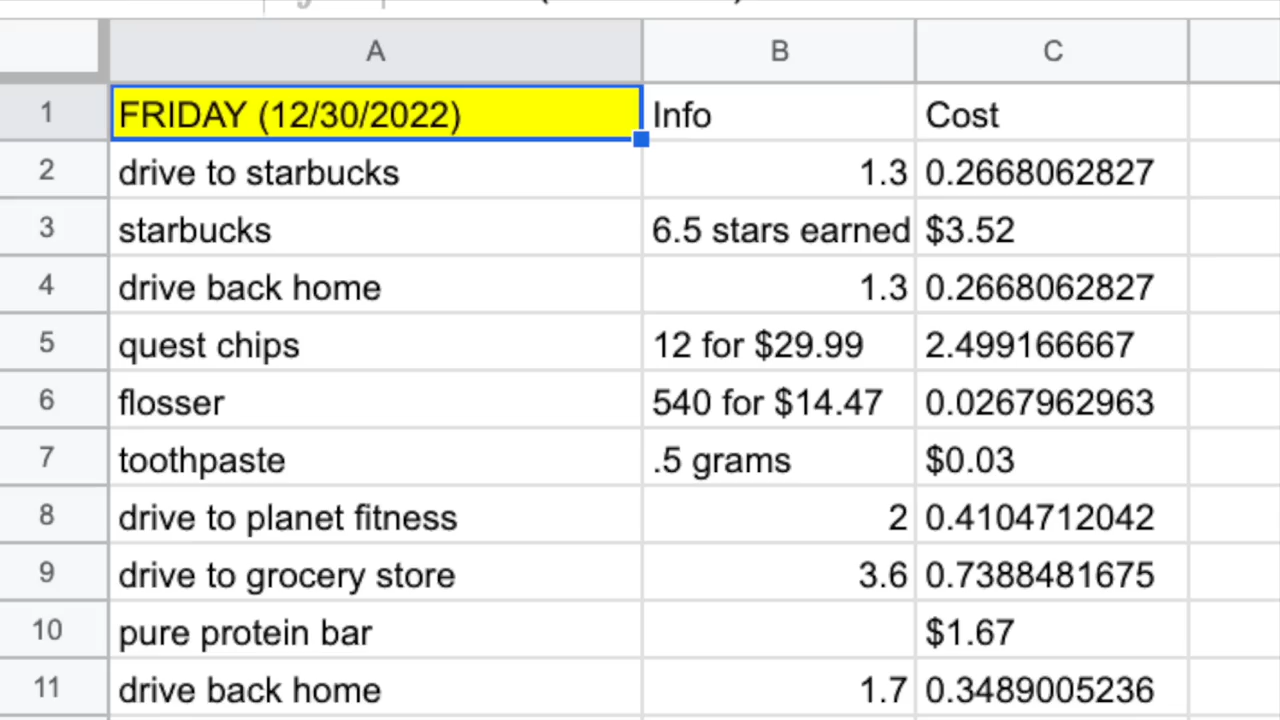 A B C
1 FRIDAY (12/30/2022) Info Cost
2 drive to starbucks 1.3 0.2668062827
3 starbucks 6.5 stars earned $3.52
4 drive back home 1.3 0.2668062827
5 quest chips 12 for $29.99 2.499166667
6 flosser 540 for $14.47 0.0267962963
7 toothpaste .5 grams $0.03
8 drive to planet fitness 2 0.4104712042
9 drive to grocery store 3.6 0.7388481675
10 pure protein bar $1.67
11 drive back home 1.7 0.3489005236